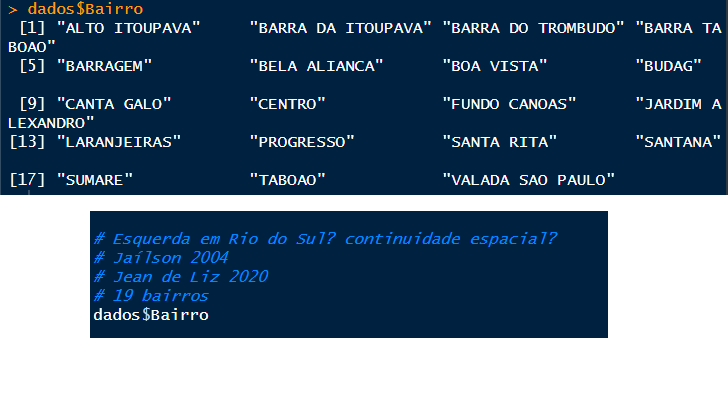 > dados$Bairro
[1] "ALTO ITOUPAVA" "BARRA DA ITOUPAVA" "BARRA DO TROMBUDO" "BARRA TA
BOAO"
[5] "BARRAGEM" "BELA ALIANCA" "BOA VISTA" "BUDAG"
[9] "CANTA GALO" "CENTRO" "FUNDO CANOAS" "JARDIM A
LEXANDRO"
[13] "LARANJEIRAS" "PROGRESSO" "SANTA RITA" "SANTANA"
[17] "SUMARE" "TABOAO" "VALADA SAO PAULO"
# Esquerda em Rio do Sul? continuidade espacial?
# Jaílson 2004
# Jean de Liz 2020
# 19 bairros
dados$Bairro